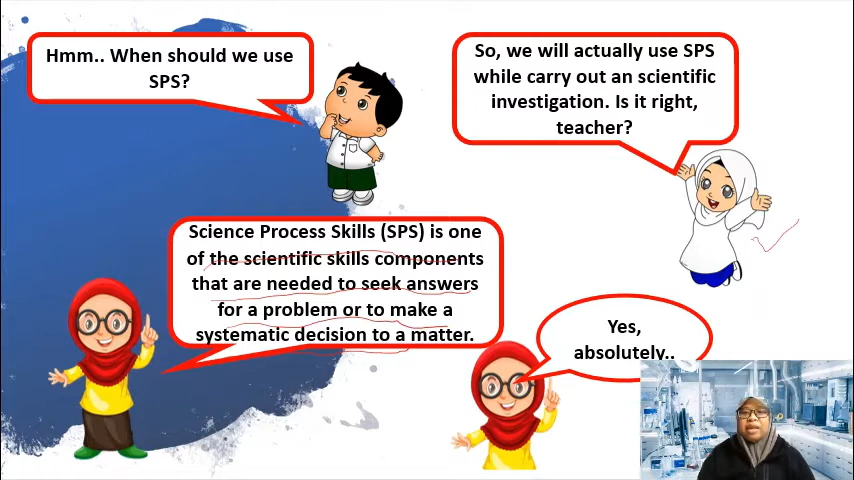 Hmm.. When should we use
SPS?
So, we will actually use SPS
while carry out an scientific
investigation. Is it right,
teacher?
Science Process Skills (SPS) is one
of the scientific skills components
that are needed to seek answers
for a problem or to make a
systematic decision to a matter.
Yes,
absolutely..